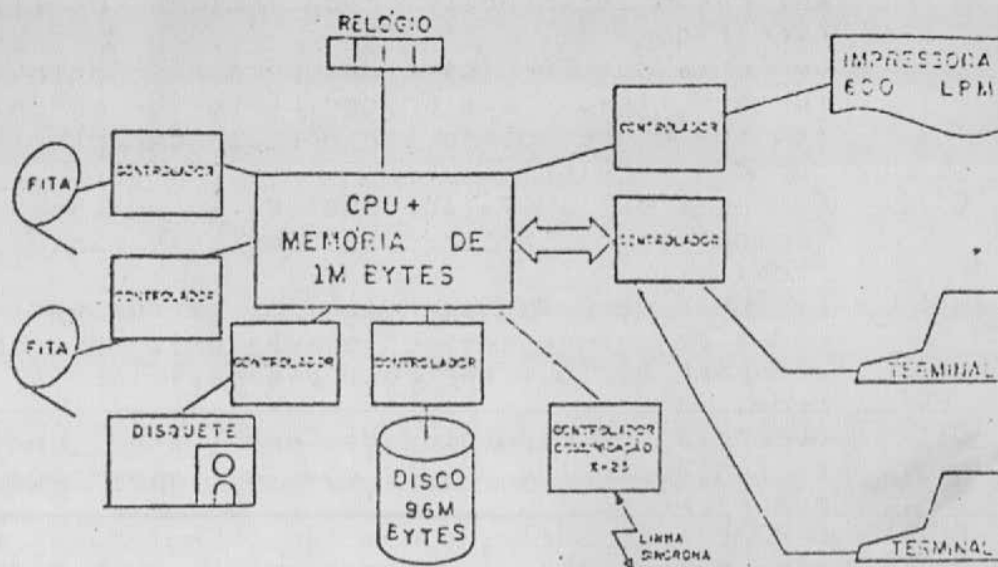 RELÓGIO
IMPRESSORA
600 LPM
CONTROLADOR
FITA
CONTROLADOR
CPU +
MEMÓRIA DE
1M BYTES
CONTROLADOR
CONTROLADOR
FITA
CONTROLADOR
CONTROLADOR
TERMINAL
DISQUETE
CONTROLADOR
COMUNICAÇÃO
X-25
DISCO
96M
BYTES
LINHA
SÍNCRONA
TERMINAL